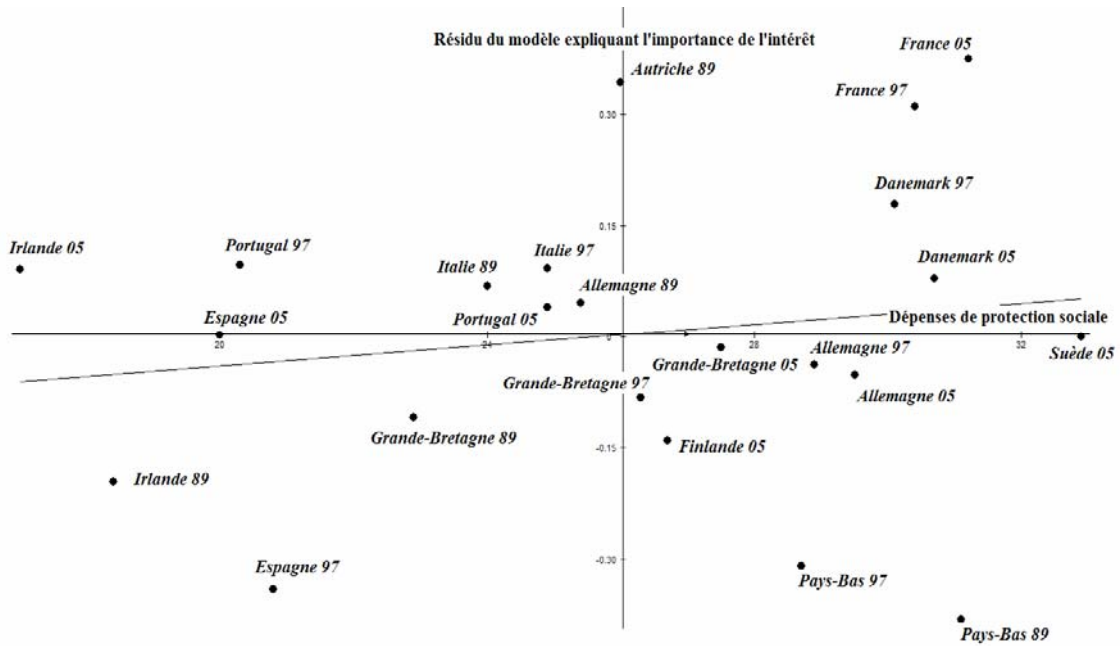 Résidu du modèle expliquant l'importance de l'intérêt
France 05
Autriche 89
France 97
0.30
Danemark 97
0.15
Irlande 05
Portugal 97
Italie 89
Italie 97
Danemark 05
Allemagne 89
Espagne 05
Portugal 05
Dépenses de protection sociale
20
24
0
28
32
Grande-Bretagne 05
Allemagne 97
Suède 05
Grande-Bretagne 97
Allemagne 05
Grande-Bretagne 89
-0.15
Finlande 05
Irlande 89
-0.30
Espagne 97
Pays-Bas 97
Pays-Bas 89